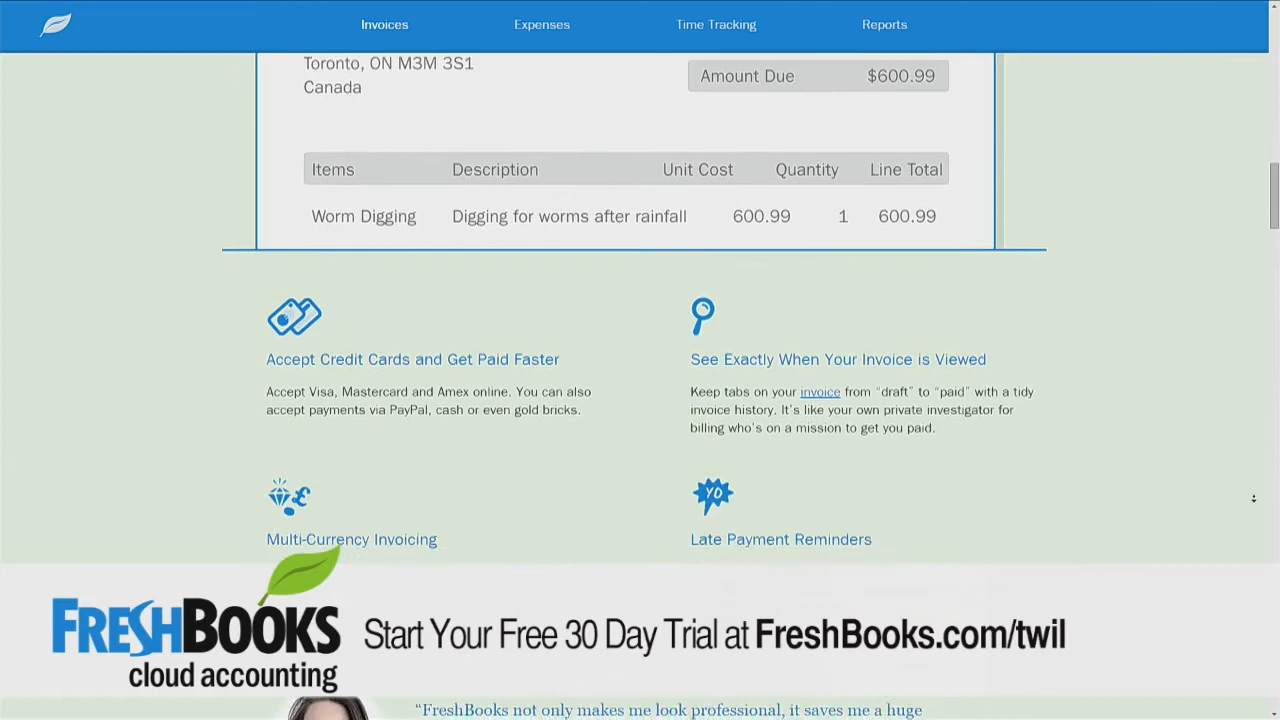 Invoices Expenses Time Tracking Reports
Toronto, ON M3M 3S1
Canada
Amount Due $600.99
Items Description Unit Cost Quantity Line Total
Worm Digging Digging for worms after rainfall 600.99 1 600.99
Accept Credit Cards and Get Paid Faster
Accept Visa, Mastercard and Amex online. You can also
accept payments via PayPal, cash or even gold bricks.
See Exactly When Your Invoice is Viewed
Keep tabs on your invoice from “draft” to “paid” with a tidy
invoice history. It's like your own private investigator for
billing who's on a mission to get you paid.
£
Multi-Currency Invoicing
YO
Late Payment Reminders
FRESHBOOKS
cloud accounting
Start Your Free 30 Day Trial at FreshBooks.com/twil
“FreshBooks not only makes me look professional, it saves me a huge